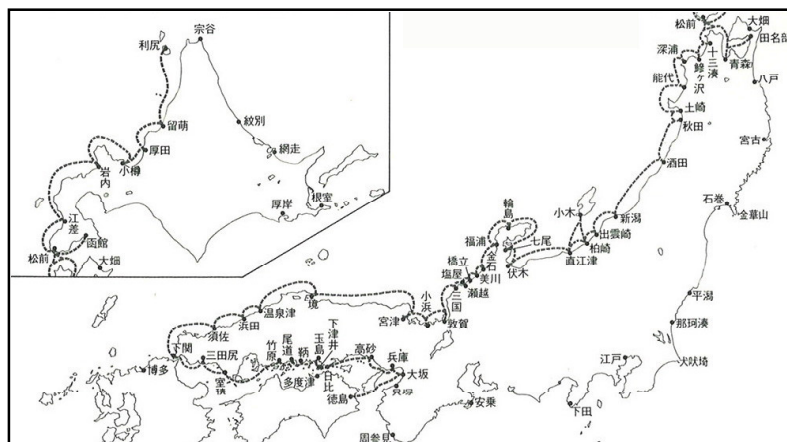 宗谷
利尻
留萌
紋別
網走
厚田
小樽
岩内
根室
厚岸
江差
函館
松前
大畑
松前
大畑
田名部
青森
十三湊
鰺ヶ沢
深浦
能代
八戸
土崎
秋田
宮古
酒田
石巻
金華山
新潟
小木
出雲崎
柏崎
直江津
輪島
七尾
福浦
伏木
金石
美川
橋立
塩屋
瀬越
三国
敦賀
小浜
宮津
境
温泉津
浜田
須佐
下関
博多
三田尻
室積
竹原
尾道
鞆
玉島
下津井
日比
多度津
高砂
兵庫
大坂
貝塚
徳島
周参見
安乗
下田
江戸
犬吠埼
那珂湊
平潟